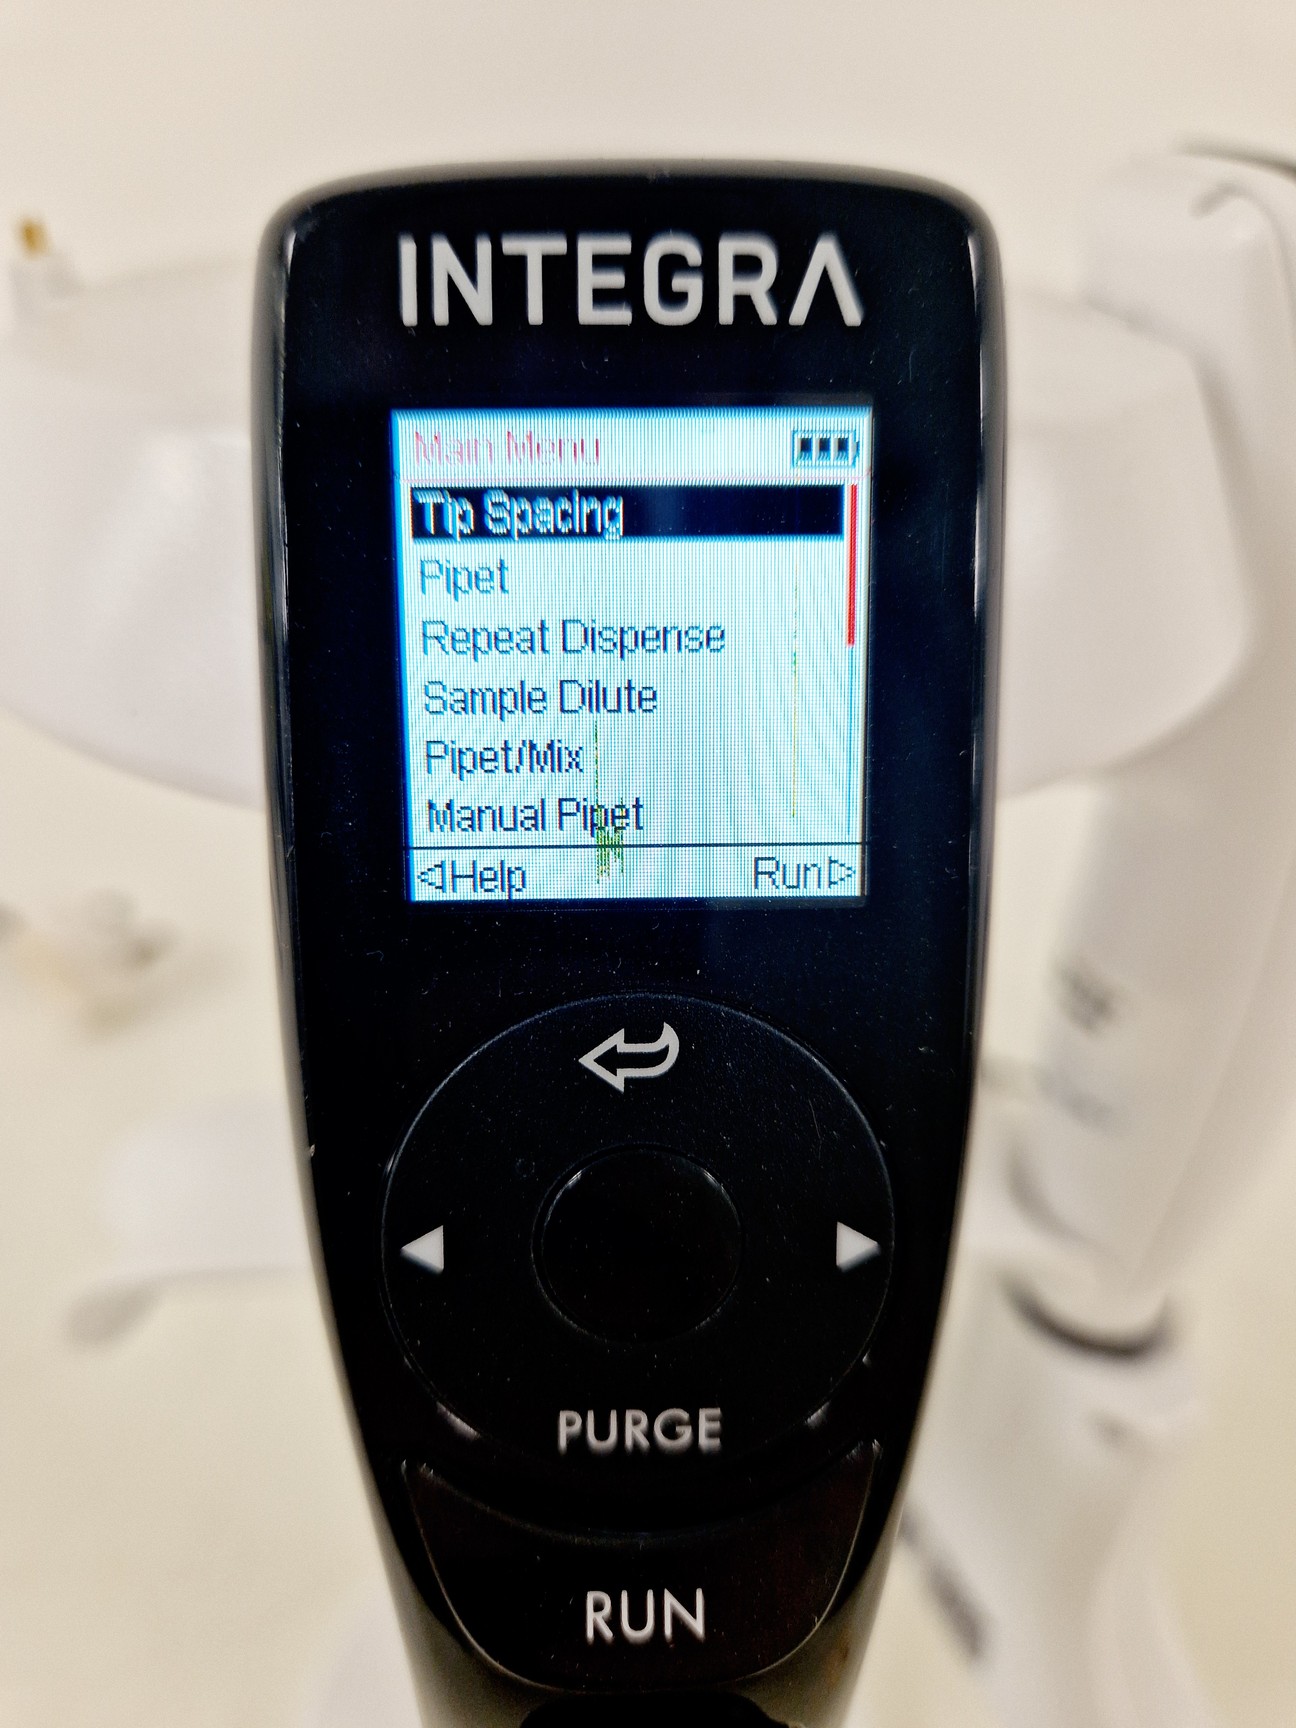 INTEGRA
Main Menu
Tip Spacing
Pipet
Repeat Dispense
Sample Dilute
Pipet/Mix
Manual Pipet
Help Run
PURGE
RUN